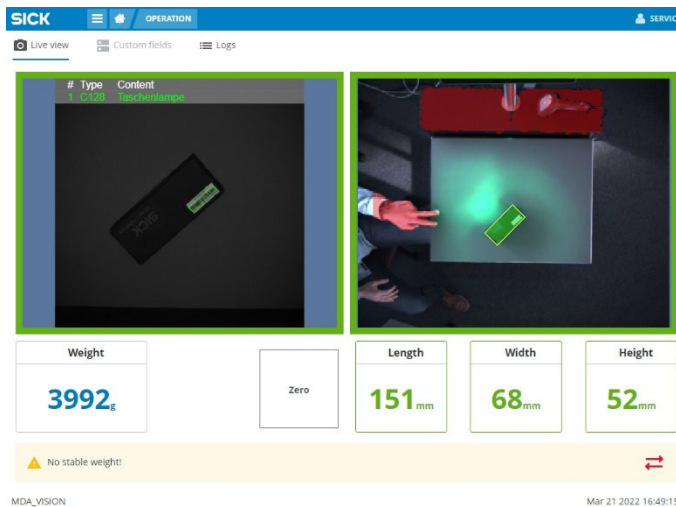 SICK OPERATION SERVIC
Live view Custom fields Logs
# Type Content
1 C128 Taschenlampe
SICK
Weight Length Width Height
3992g Zero 151mm 68mm 52mm
No stable weight!
MDA_VISION Mar 21 2022 16:49:15